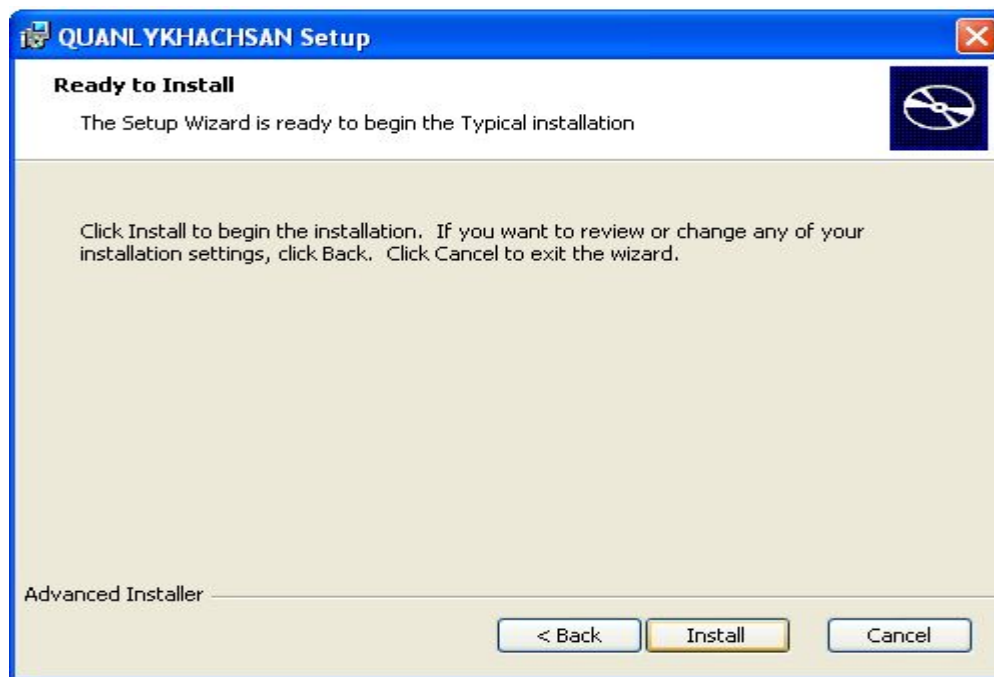 QUANLYKHACHSAN Setup
Ready to Install
The Setup Wizard is ready to begin the Typical installation
Click Install to begin the installation.  If you want to review or change any of your
installation settings, click Back.  Click Cancel to exit the wizard.
Advanced Installer
< Back
Install
Cancel